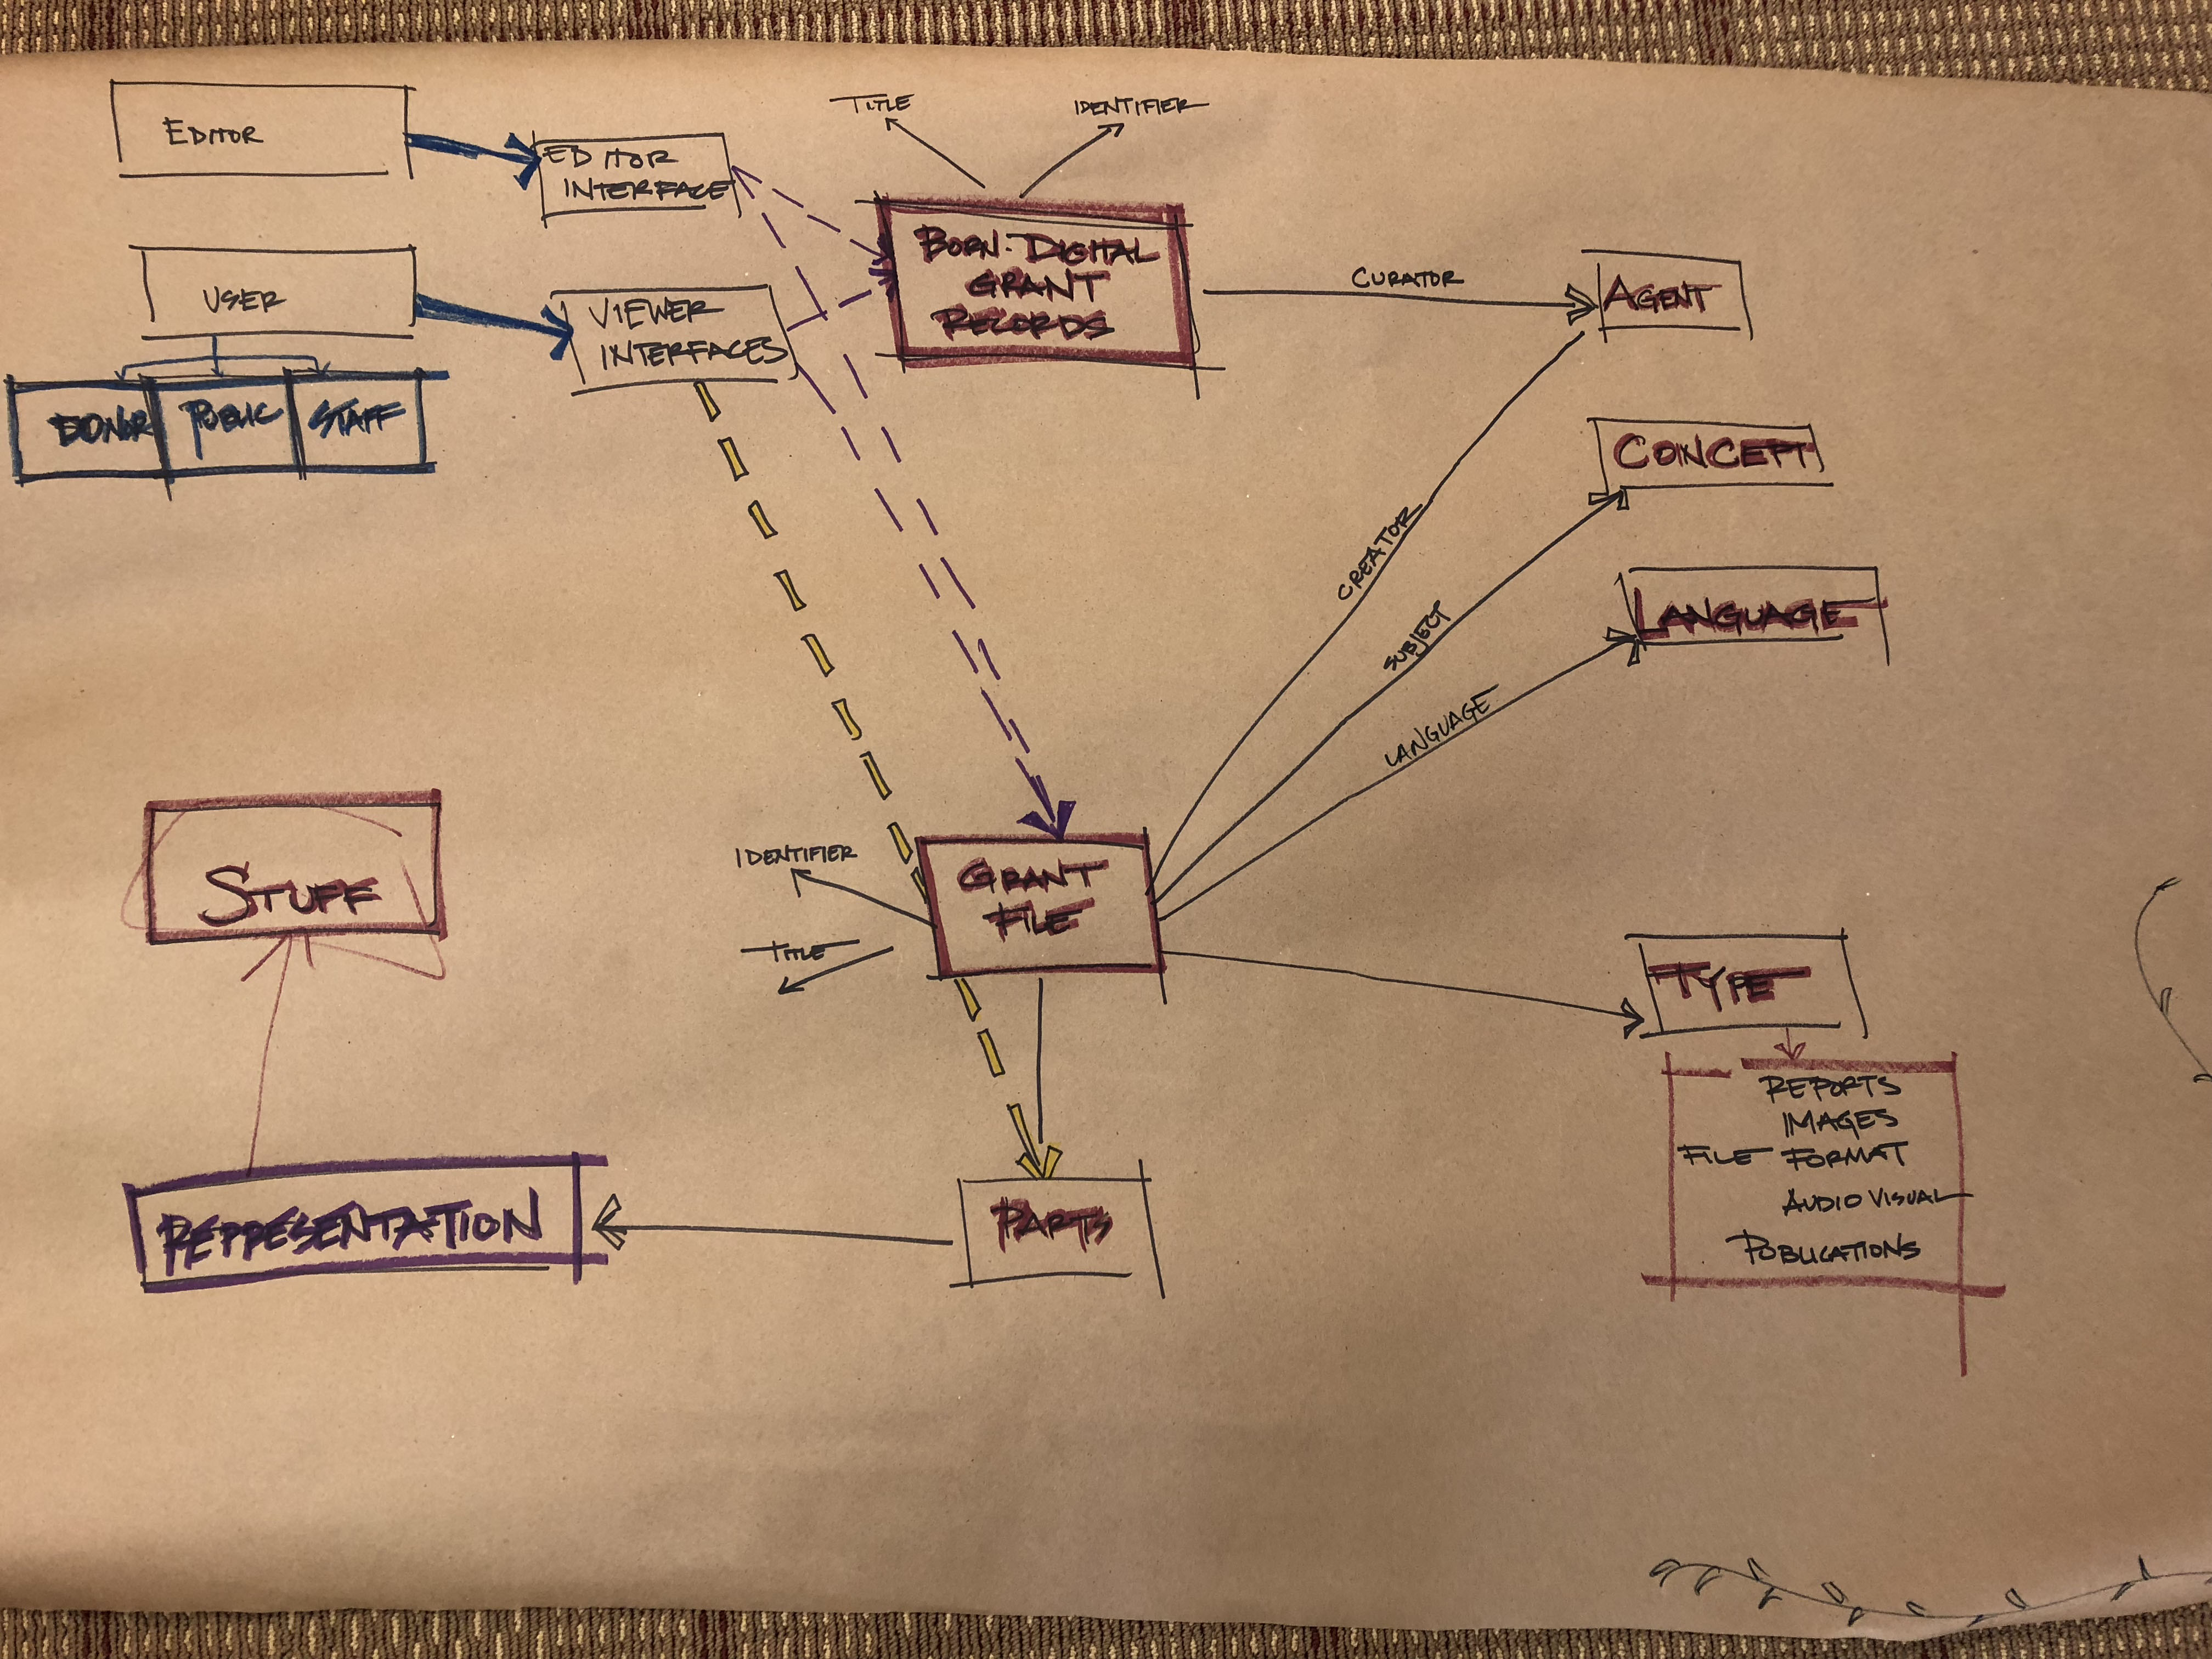 EDITOR
EDITOR
INTERFACE
TITLE
IDENTIFIER
BORN-DIGITAL
GRANT
RECORDS
USER
VIEWER
INTERFACES
DONOR
PUBLIC
STAFF
CURATOR
AGENT
CONCEPT
LANGUAGE
CREATOR
SUBJECT
LANGUAGE
STUFF
IDENTIFIER
TITLE
GRANT
FILE
TYPE
REPORTS
IMAGES
FILE FORMAT
AUDIO VISUAL
PUBLICATIONS
REPRESENTATION
PARTS